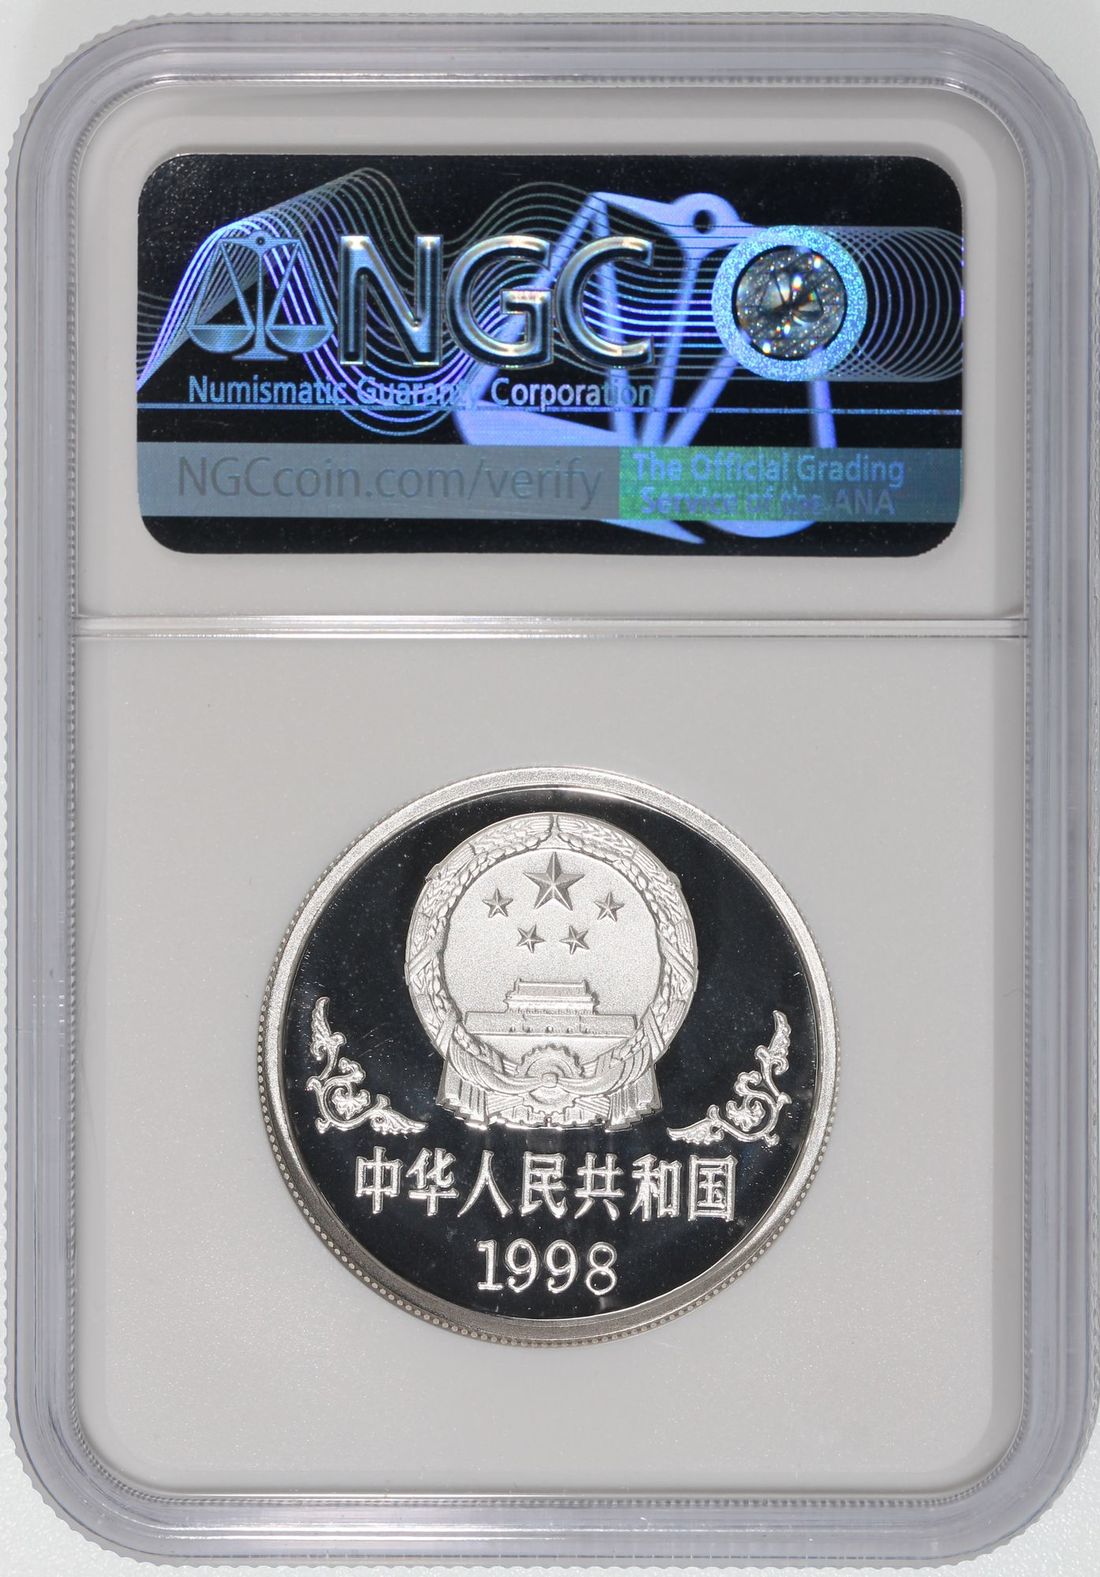 NGC
Numismatic Guaranty Corporation
NGCcoin.com/verify
The Official Grading
Service of the ANA
中华人民共和国
1998